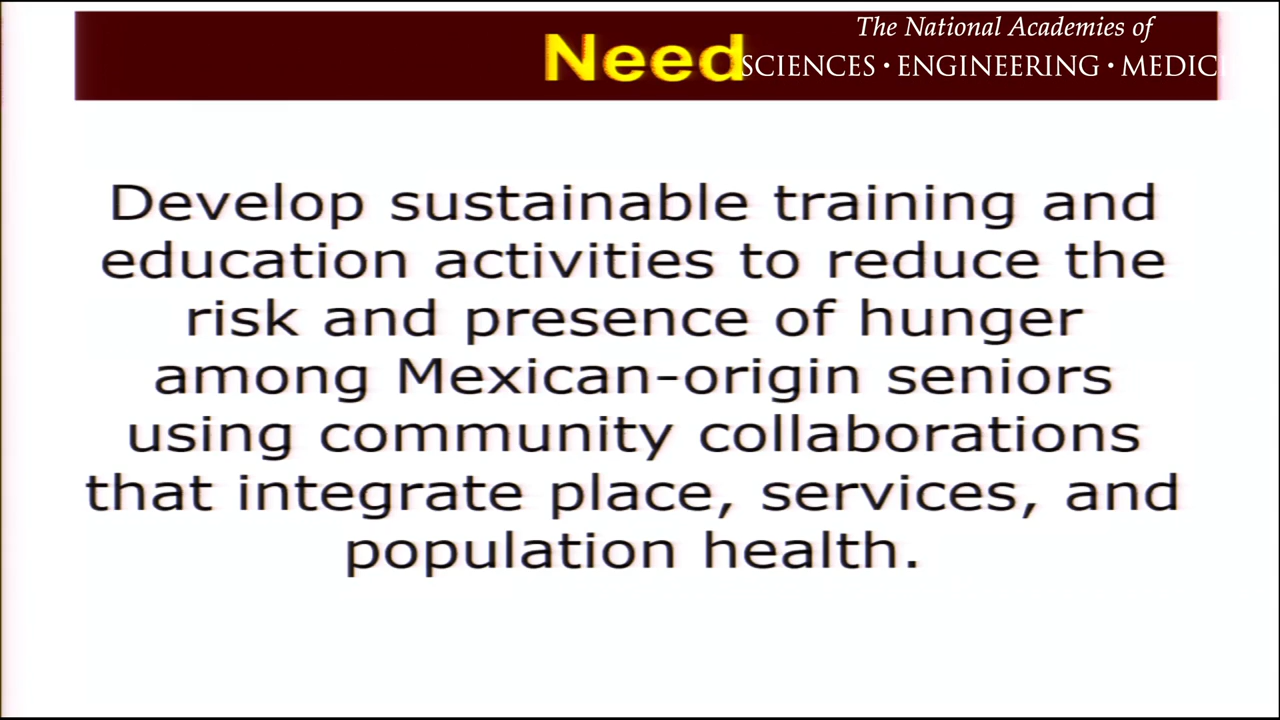 Need
The National Academies of
SCIENCES · ENGINEERING · MEDIC
Develop sustainable training and
education activities to reduce the
risk and presence of hunger
among Mexican-origin seniors
using community collaborations
that integrate place, services, and
population health.